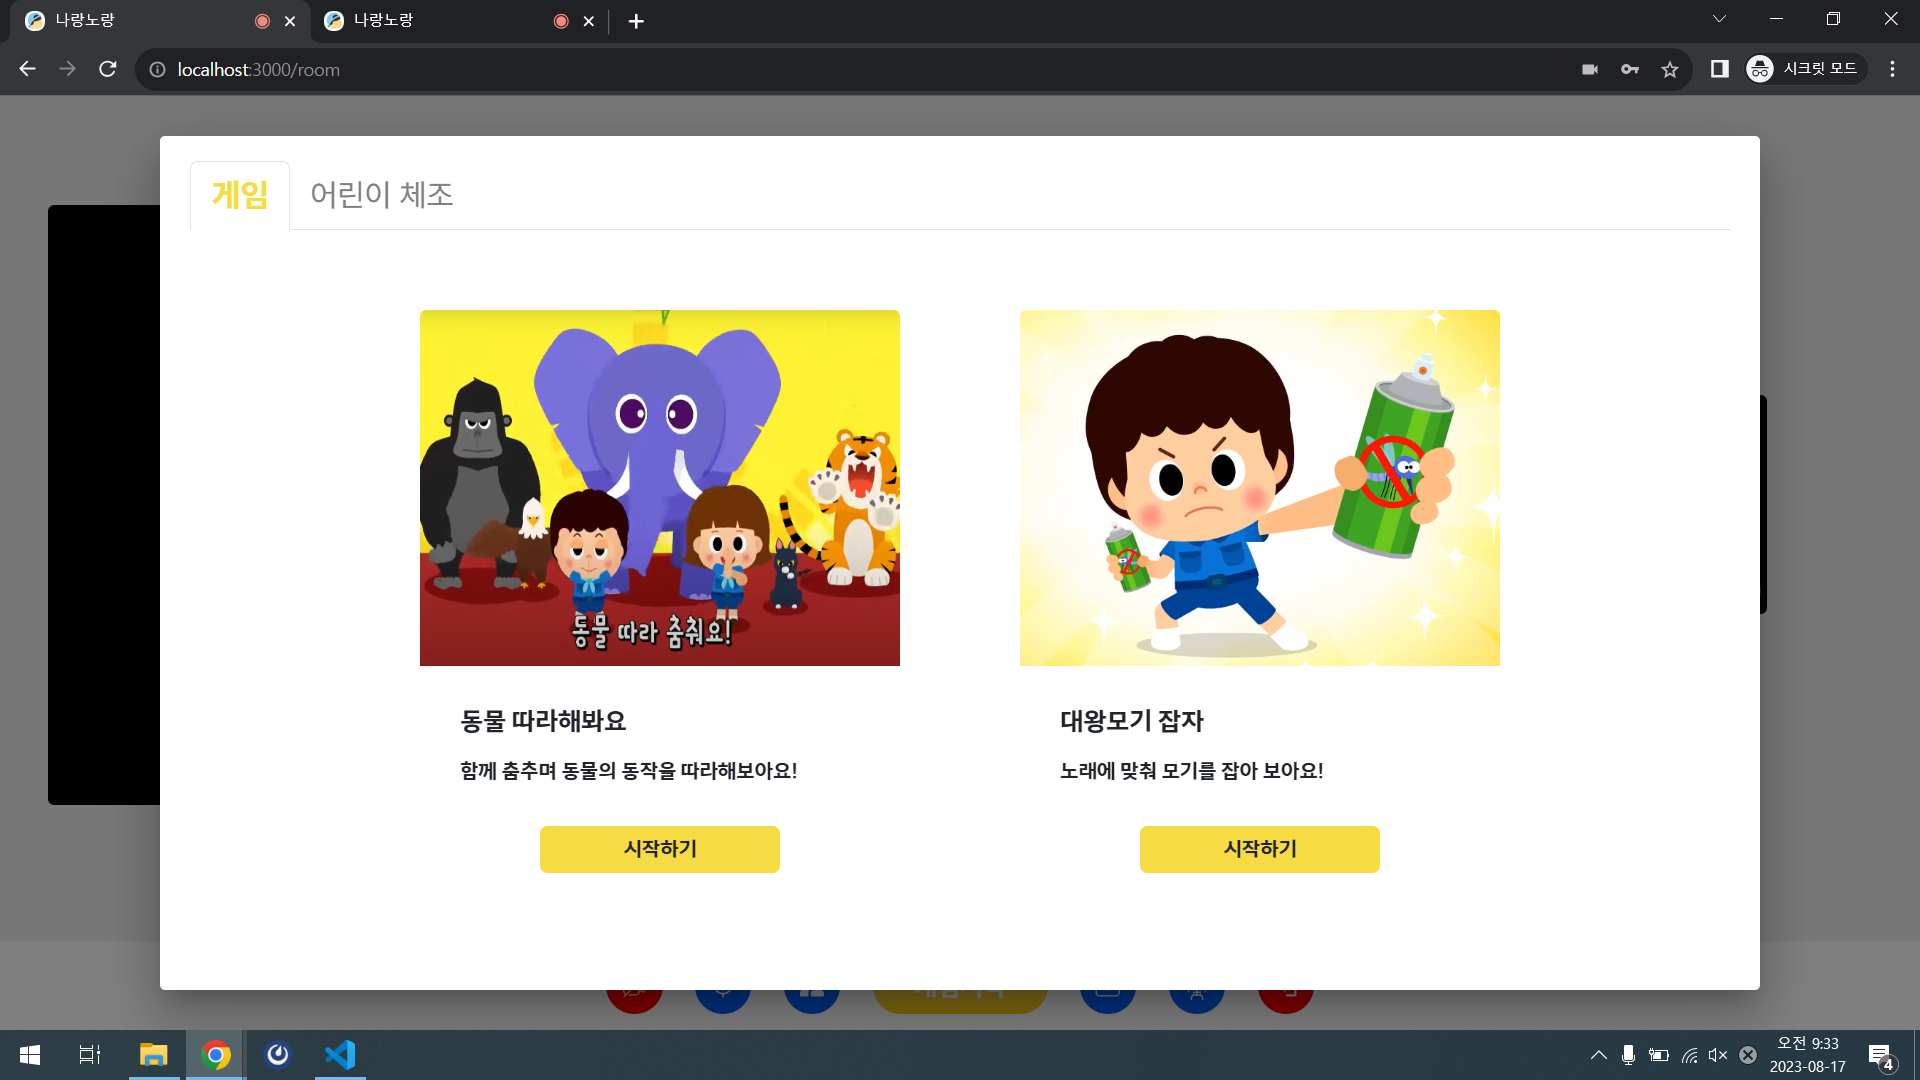 나랑노랑
나랑노랑
localhost:3000/room
시크릿 모드
게임
어린이 체조
동물 따라 춤춰요!
동물 따라해봐요
함께 춤추며 동물의 동작을 따라해보아요!
시작하기
대왕모기 잡자
노래에 맞춰 모기를 잡아 보아요!
시작하기
오전 9:33
2023-08-17
4